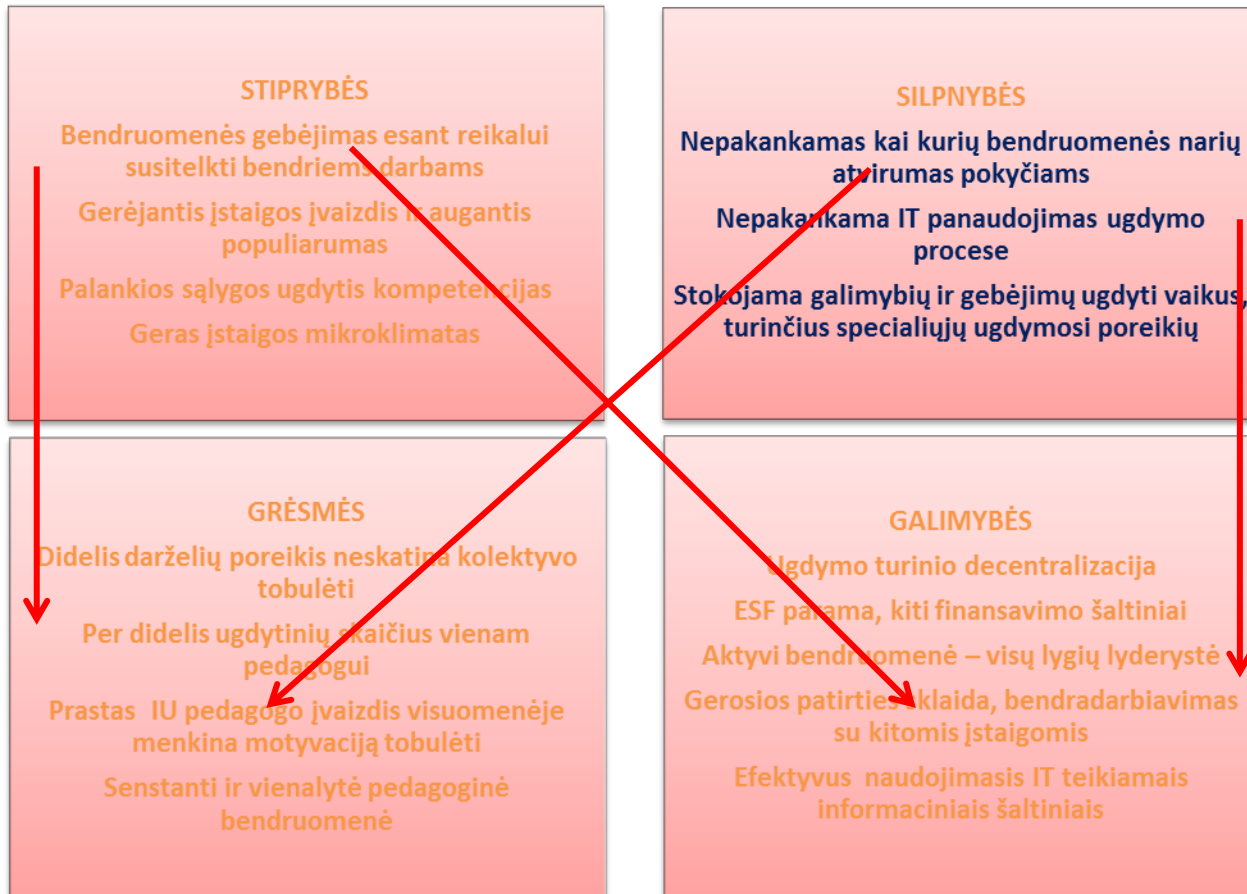 STIPRYBĖS
Bendruomenės gebėjimas esant reikalui
susitelkti bendriems darbams
Gerėjantis įstaigos įvaizdis ir augantis
populiarumas
Palankios sąlygos ugdytis kompetencijas
Geras įstaigos mikroklimatas
SILPNYBĖS
Nepakankamas kai kurių bendruomenės narių
atvirumas pokyčiams
Nepakankama IT panaudojimas ugdymo
procese
Stokojama galimybių ir gebėjimų ugdyti vaikus,
turinčius specialiųjų ugdymosi poreikių
GRĖSMĖS
Didelis darželių poreikis neskatina kolektyvo
tobulėti
Per didelis ugdytinių skaičius vienam
pedagogui
Prastas IU pedagogo įvaizdis visuomenėje
menkina motyvaciją tobulėti
Senstanti ir vienalytė pedagoginė
bendruomenė
GALIMYBĖS
Ugdymo turinio decentralizacija
ESF parama, kiti finansavimo šaltiniai
Aktyvi bendruomenė – visų lygių lyderystė
Gerosios patirties sklaida, bendradarbiavimas
su kitomis įstaigomis
Efektyvus naudojimasis IT teikiamais
informaciniais šaltiniais